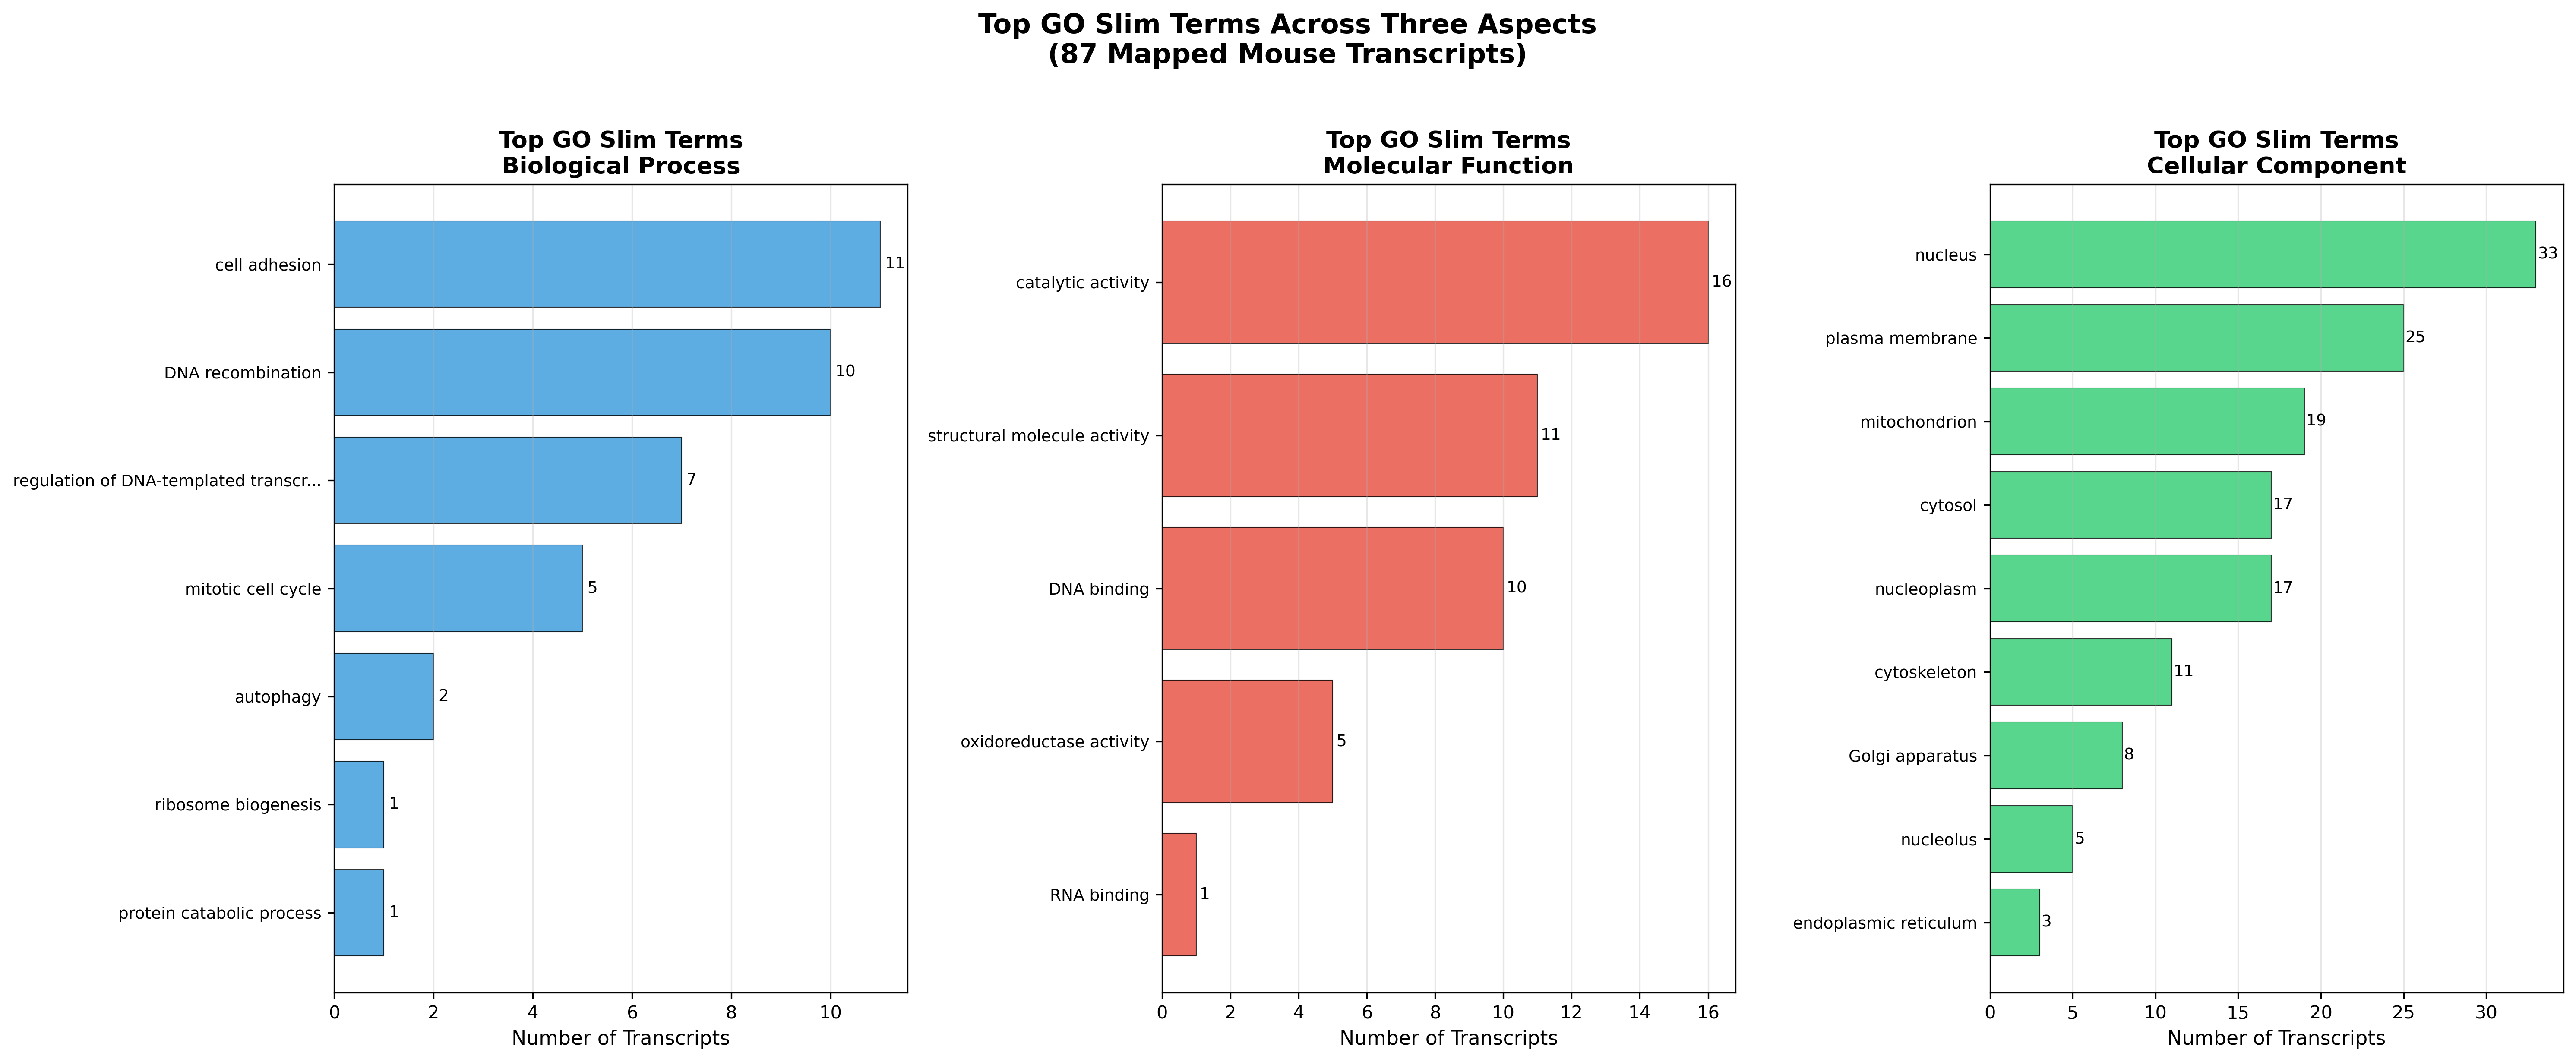 Top GO Slim Terms Across Three Aspects
(87 Mapped Mouse Transcripts)
Top GO Slim Terms
Biological Process
cell adhesion
11
DNA recombination
10
regulation of DNA-templated transcr...
7
mitotic cell cycle
5
autophagy
2
ribosome biogenesis
1
protein catabolic process
1
0 2 4 6 8 10
Number of Transcripts
Top GO Slim Terms
Molecular Function
catalytic activity
16
structural molecule activity
11
DNA binding
10
oxidoreductase activity
5
RNA binding
1
0 2 4 6 8 10 12 14 16
Number of Transcripts
Top GO Slim Terms
Cellular Component
nucleus
33
plasma membrane
25
mitochondrion
19
cytosol
17
nucleoplasm
17
cytoskeleton
11
Golgi apparatus
8
nucleolus
5
endoplasmic reticulum
3
0 5 10 15 20 25 30
Number of Transcripts